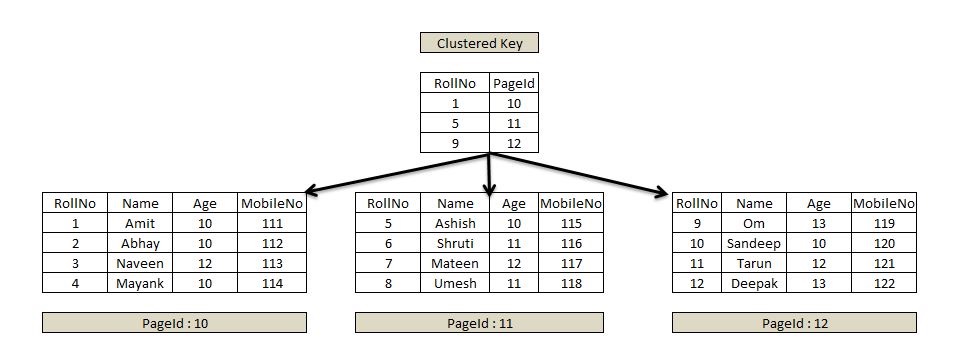 Clustered Key
RollNo PageId
1 10
5 11
9 12
RollNo Name Age MobileNo
1 Amit 10 111
2 Abhay 10 112
3 Naveen 12 113
4 Mayank 10 114
PageId : 10
RollNo Name Age MobileNo
5 Ashish 10 115
6 Shruti 11 116
7 Mateen 12 117
8 Umesh 11 118
PageId : 11
RollNo Name Age MobileNo
9 Om 13 119
10 Sandeep 10 120
11 Tarun 12 121
12 Deepak 13 122
PageId : 12